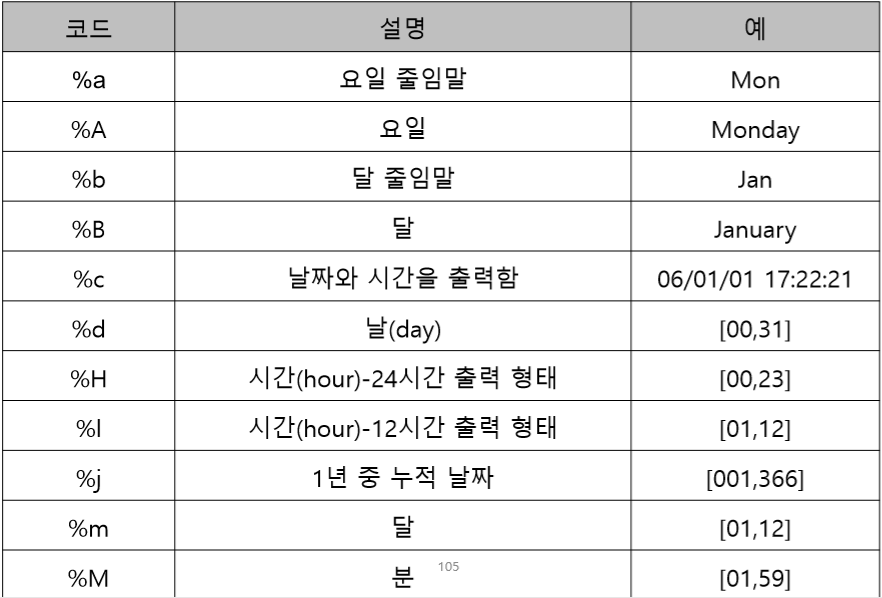 코드 설명 예
%a 요일 줄임말 Mon
%A 요일 Monday
%b 달 줄임말 Jan
%B 달 January
%c 날짜와 시간을 출력함 06/01/01 17:22:21
%d 날(day) [00,31]
%H 시간(hour)-24시간 출력 형태 [00,23]
%l 시간(hour)-12시간 출력 형태 [01,12]
%j 1년 중 누적 날짜 [001,366]
%m 달 [01,12]
%M 분 [01,59]
105